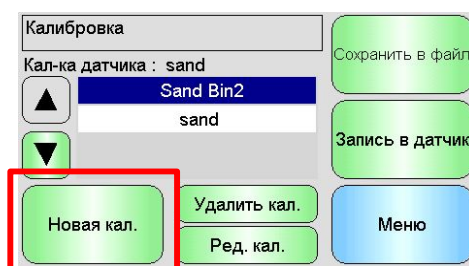 Калибровка
Кал-ка датчика : sand
Sand Bin2
sand
Сохранить в файл
Запись в датчик
Новая кал.
Удалить кал.
Ред. кал.
Меню